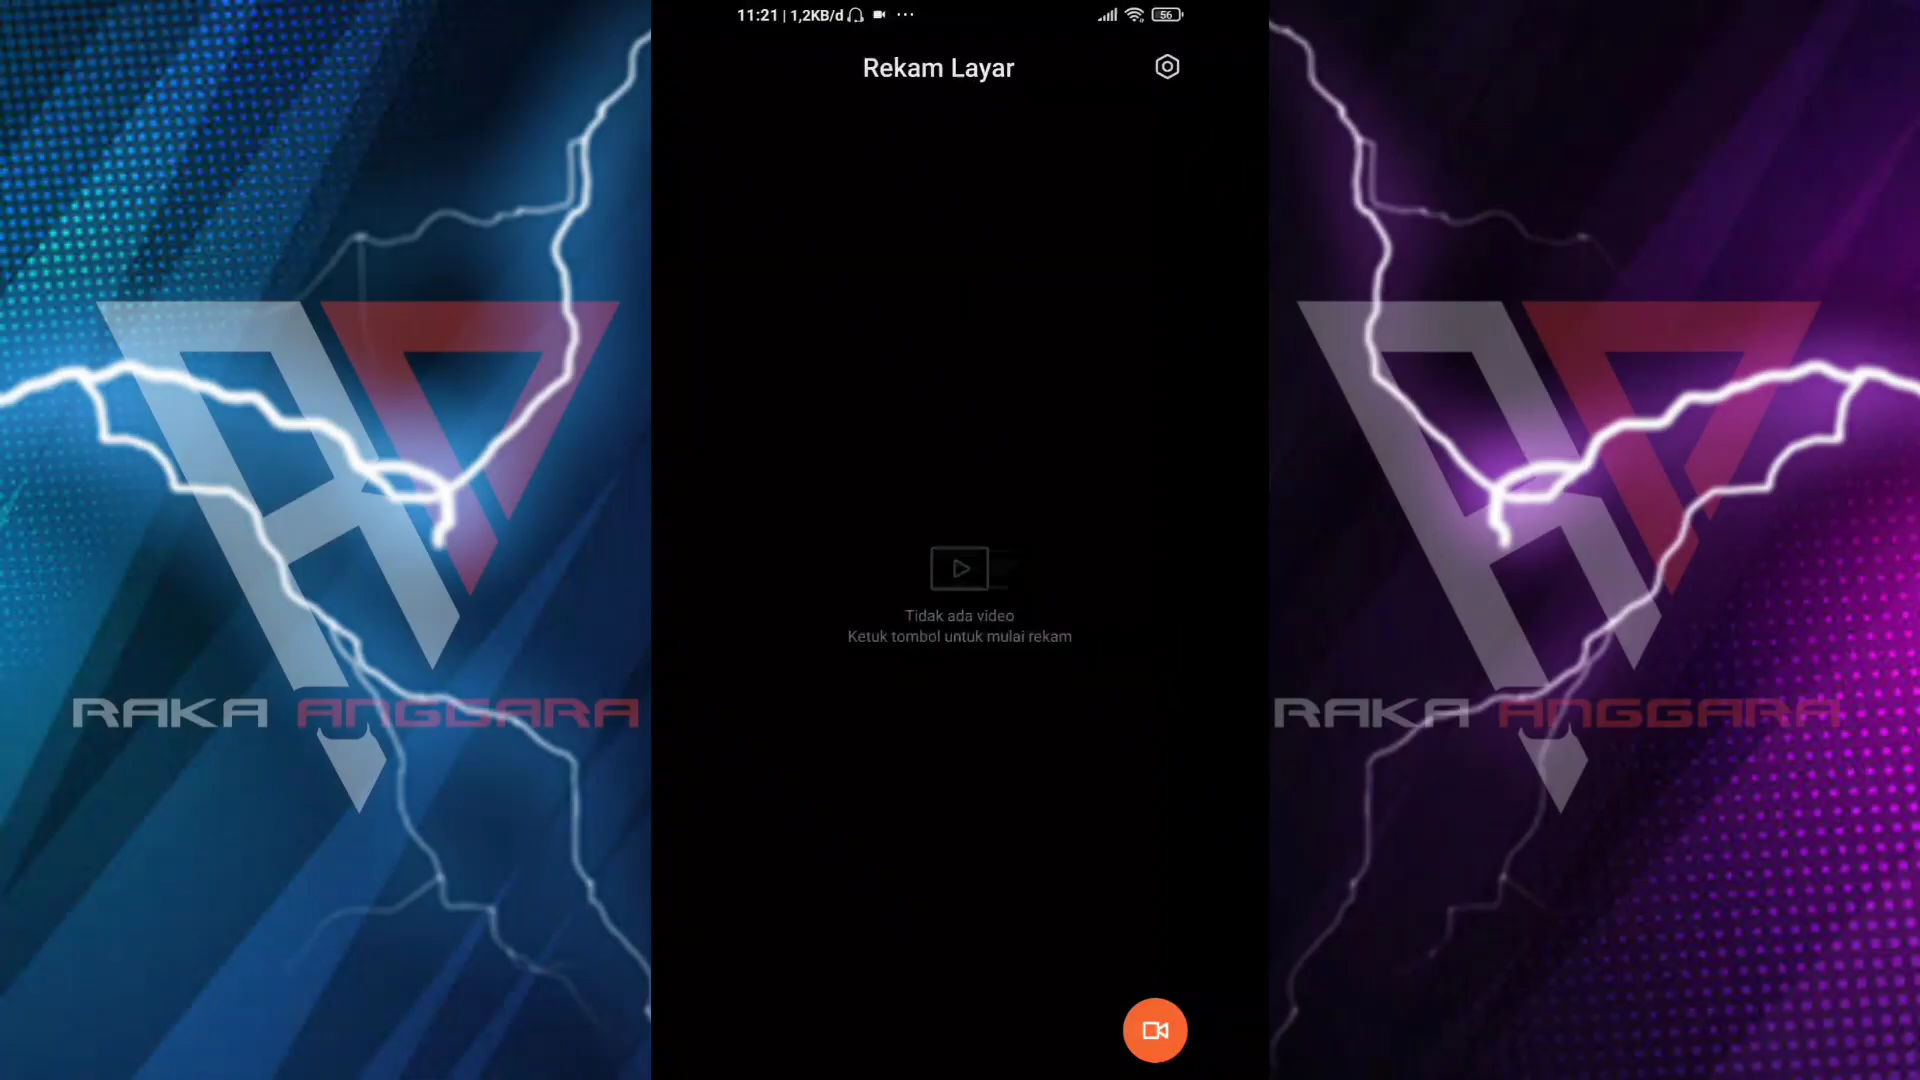 11:21 | 1,2KB/d
56
Rekam Layar
Tidak ada video
Ketuk tombol untuk mulai rekam
RAKA ANGGARA
RAKA ANGGARA